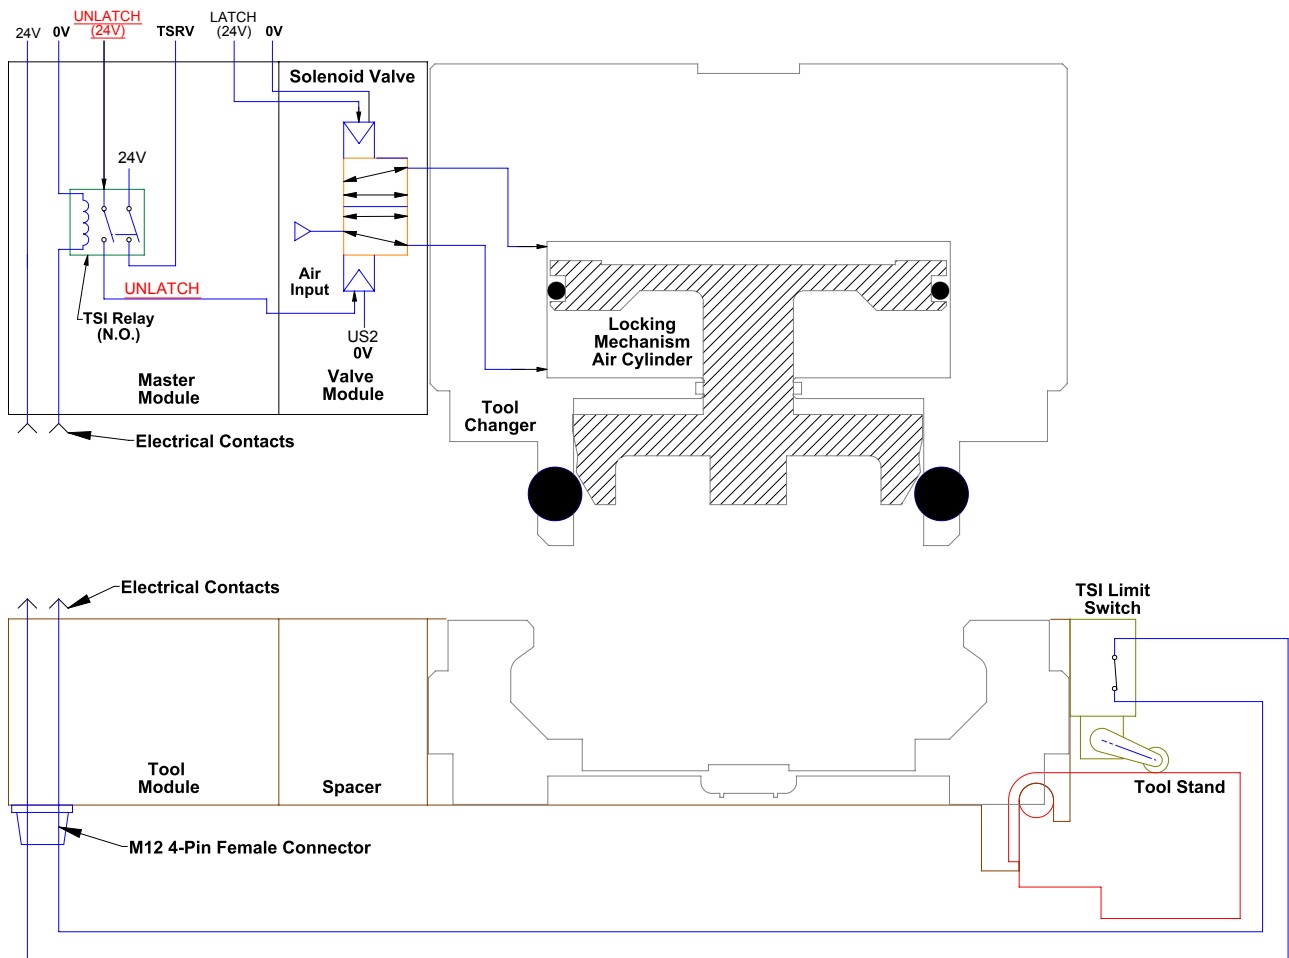 24V
0V
UNLATCH
(24V)
TSRV
LATCH
(24V)
0V
Solenoid Valve
24V
UNLATCH
Air
Input
TSI Relay
(N.O.)
US2
0V
Master
Module
Valve
Module
Locking
Mechanism
Air Cylinder
Tool
Changer
Electrical Contacts
Electrical Contacts
TSI Limit
Switch
Tool
Module
Spacer
Tool Stand
M12 4-Pin Female Connector